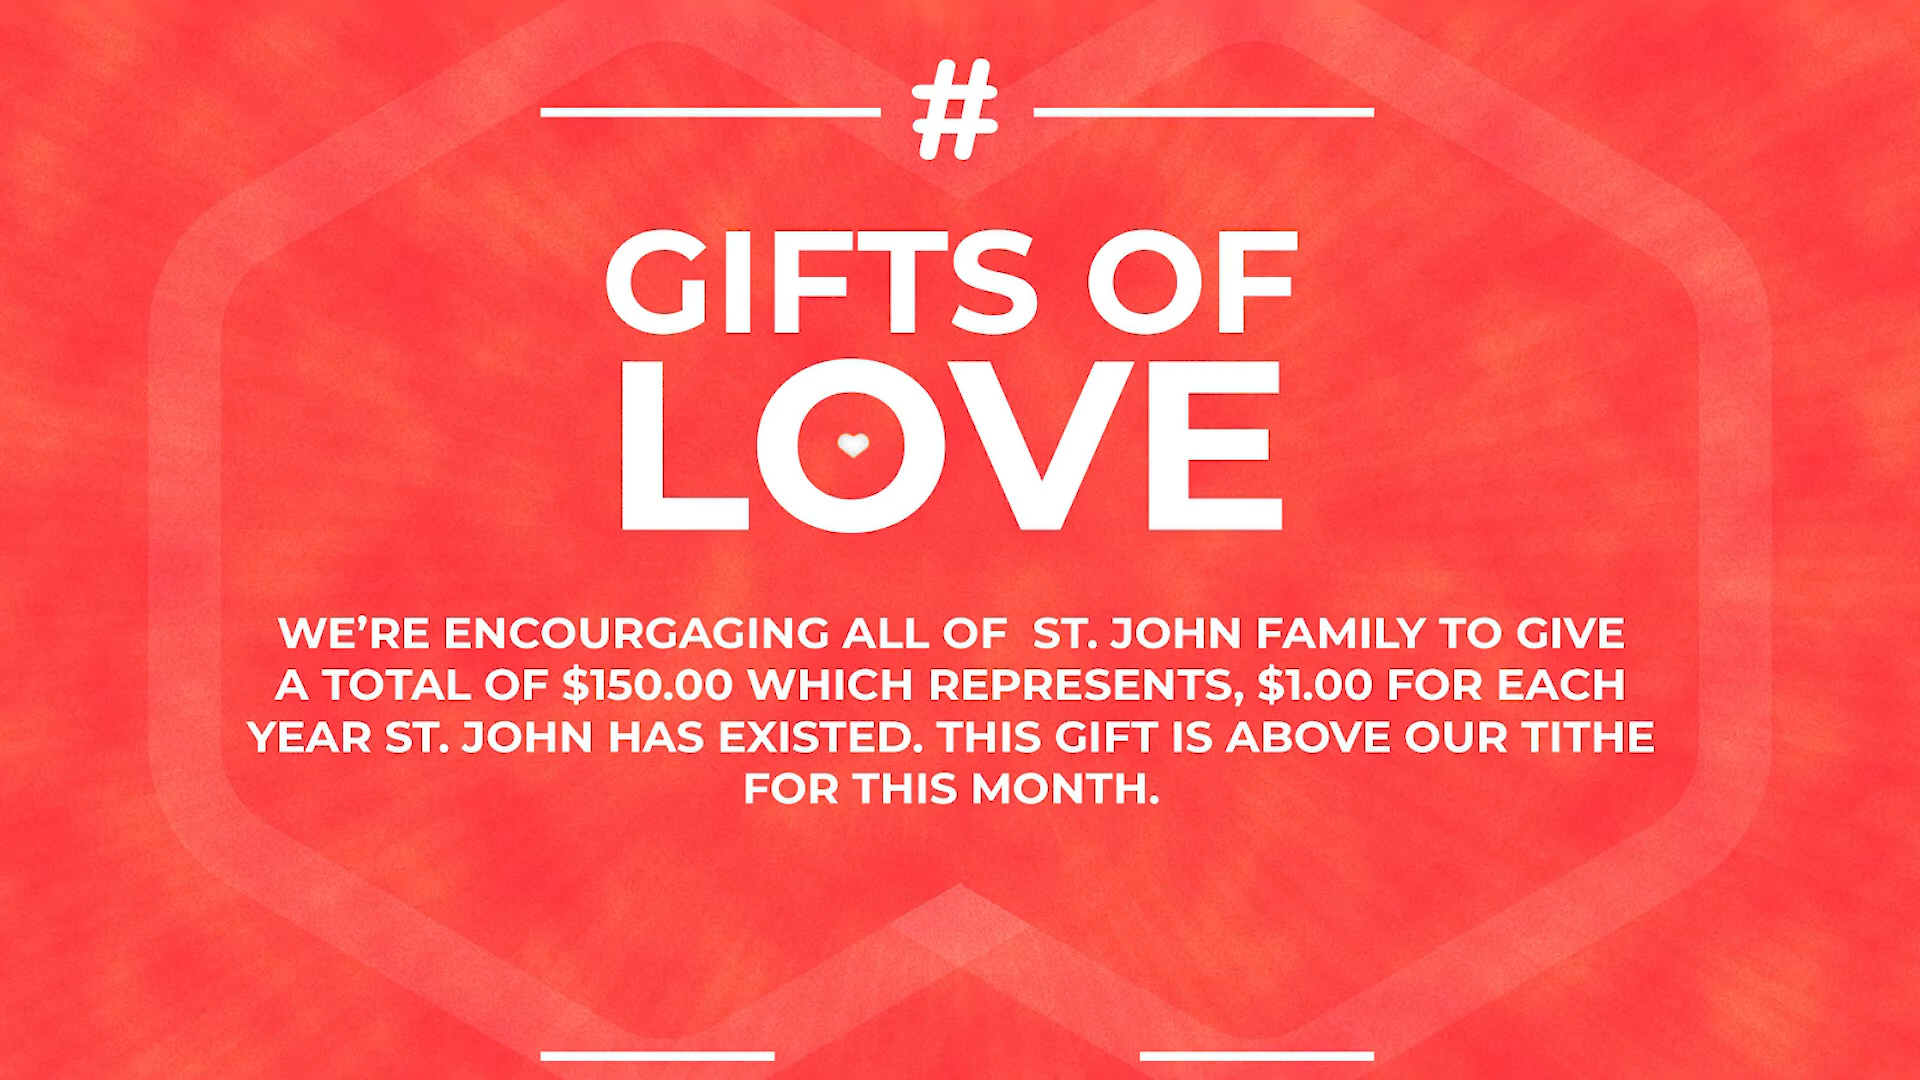 #
GIFTS OF
LOVE
WE’RE ENCOURGAGING ALL OF  ST. JOHN FAMILY TO GIVE
A TOTAL OF $150.00 WHICH REPRESENTS, $1.00 FOR EACH
YEAR ST. JOHN HAS EXISTED. THIS GIFT IS ABOVE OUR TITHE
FOR THIS MONTH.